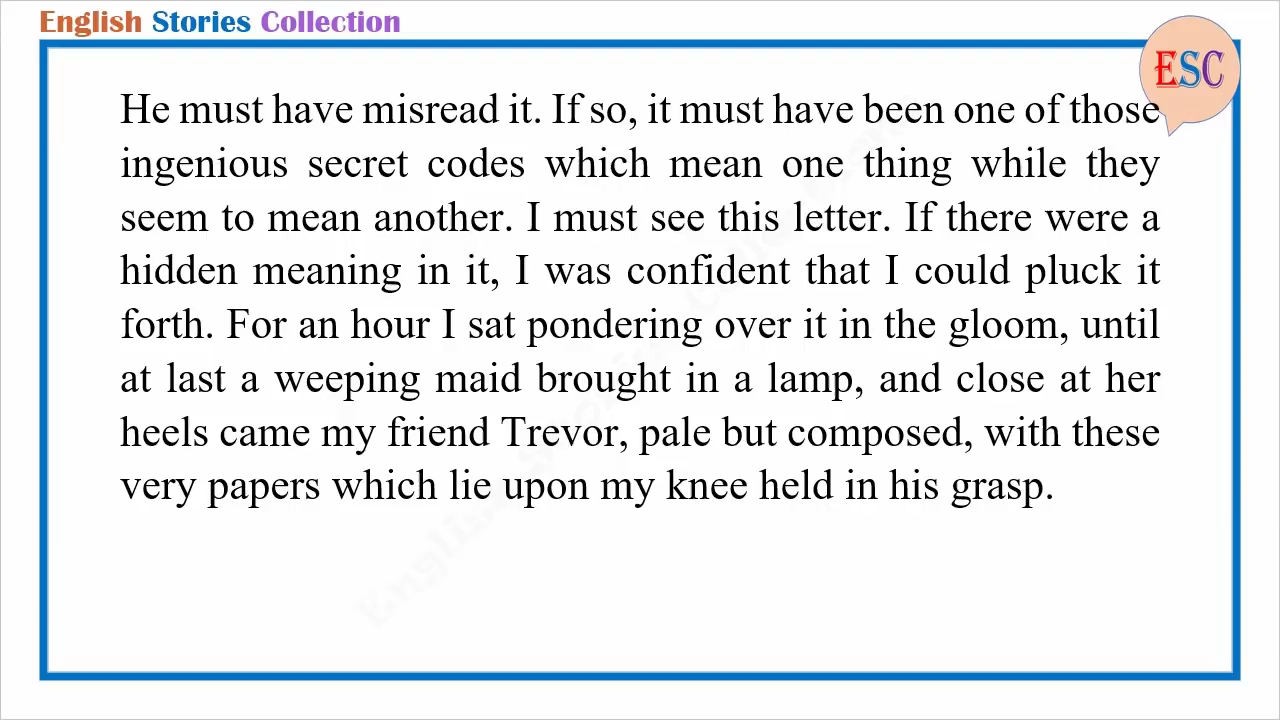 English Stories Collection
ESC
He must have misread it. If so, it must have been one of those
ingenious secret codes which mean one thing while they
seem to mean another. I must see this letter. If there were a
hidden meaning in it, I was confident that I could pluck it
forth. For an hour I sat pondering over it in the gloom, until
at last a weeping maid brought in a lamp, and close at her
heels came my friend Trevor, pale but composed, with these
very papers which lie upon my knee held in his grasp.